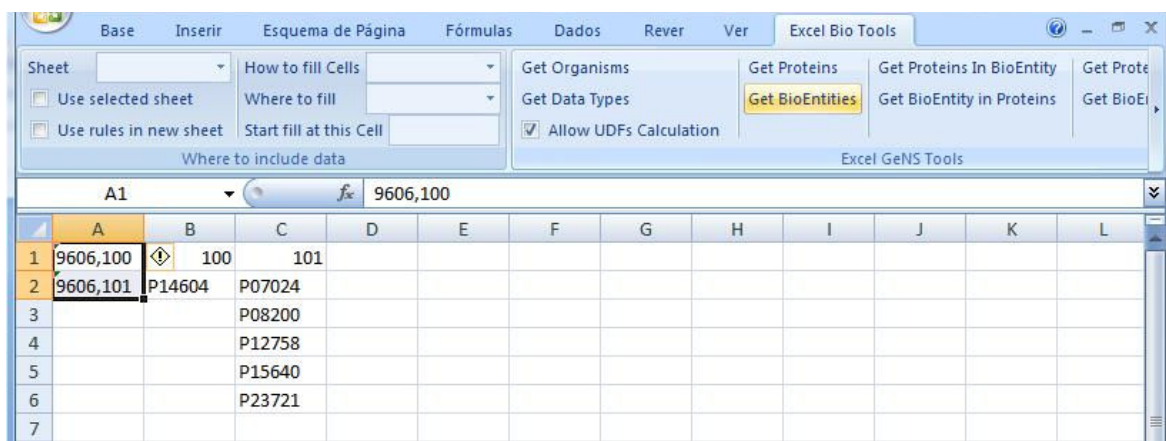 Base Inserir Esquema de Página Fórmulas Dados Rever Ver Excel Bio Tools
Sheet How to fill Cells Get Organisms Get Proteins Get Proteins In BioEntity Get Prote
Use selected sheet Where to fill Get Data Types Get BioEntities Get BioEntity in Proteins Get BioEn
Use rules in new sheet Start fill at this Cell Allow UDFs Calculation
Where to include data Excel GeNS Tools
A1 fx 9606,100
A B C D E F G H I J K L
1 9606,100 100 101
2 9606,101 P14604 P07024
3 P08200
4 P12758
5 P15640
6 P23721
7